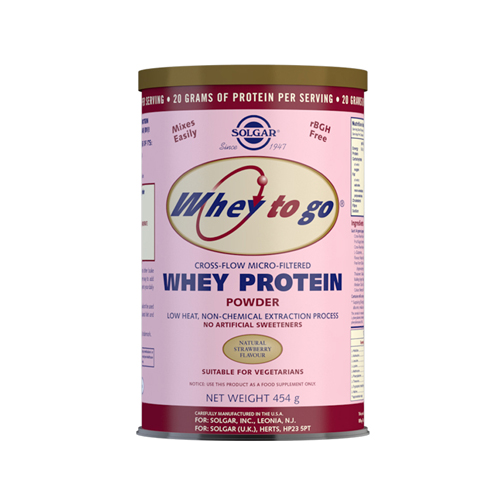 ER SERVING • 20 GRAMS OF PROTEIN PER SERVING • 20 GRAMS
Mixes
Easily
SOLGAR®
Since 1947
rBGH
Free
Whey to go®
CROSS-FLOW MICRO-FILTERED
WHEY PROTEIN
POWDER
LOW HEAT, NON-CHEMICAL EXTRACTION PROCESS
NO ARTIFICIAL SWEETENERS
NATURAL
STRAWBERRY
FLAVOUR
SUITABLE FOR VEGETARIANS
NOTICE: USE THIS PRODUCT AS A FOOD SUPPLEMENT ONLY.
NET WEIGHT 454 g
CAREFULLY MANUFACTURED IN THE U.S.A.
FOR: SOLGAR, INC., LEONIA, N.J.
FOR: SOLGAR (U.K.), HERTS, HP23 5PT